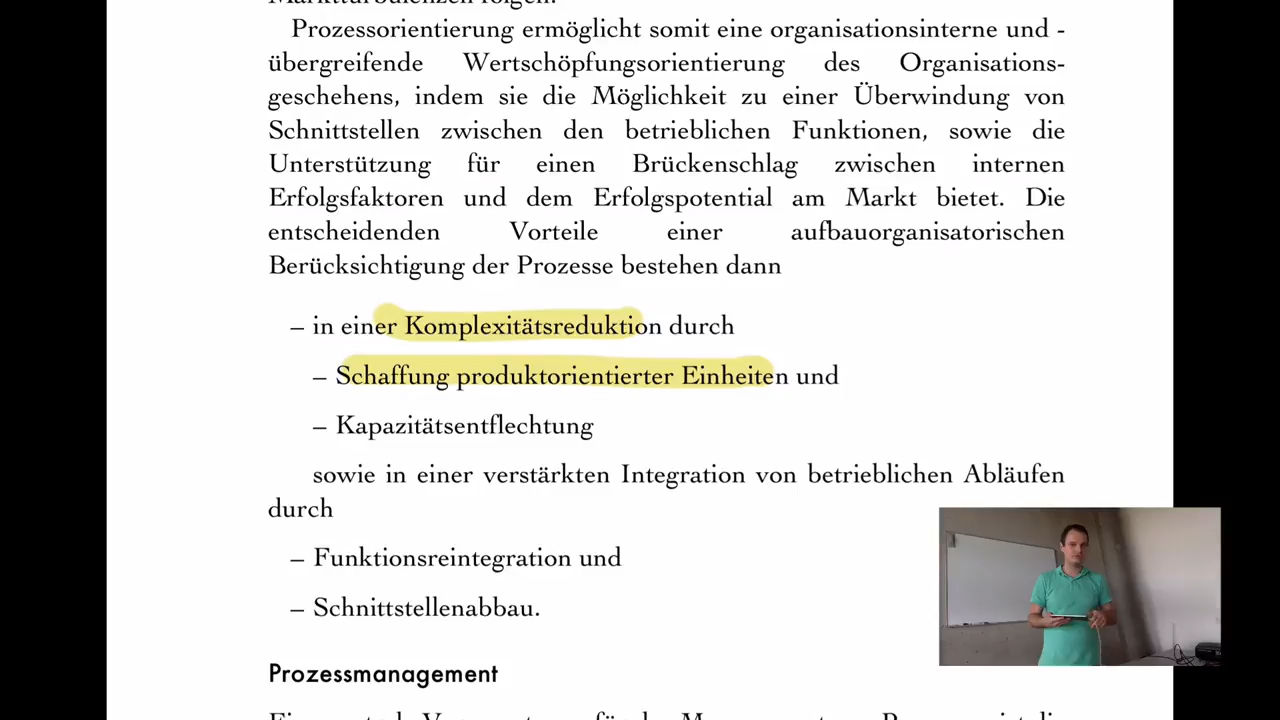 Marktturbulenzen folgen.
Prozessorientierung ermöglicht somit eine organisationsinterne und -
übergreifende Wertschöpfungsorientierung des Organisations-
geschehens, indem sie die Möglichkeit zu einer Überwindung von
Schnittstellen zwischen den betrieblichen Funktionen, sowie die
Unterstützung für einen Brückenschlag zwischen internen
Erfolgsfaktoren und dem Erfolgspotential am Markt bietet. Die
entscheidenden Vorteile einer aufbauorganisatorischen
Berücksichtigung der Prozesse bestehen dann
– in einer Komplexitätsreduktion durch
– Schaffung produktorientierter Einheiten und
– Kapazitätsentflechtung
sowie in einer verstärkten Integration von betrieblichen Abläufen
durch
– Funktionsreintegration und
– Schnittstellenabbau.
Prozessmanagement